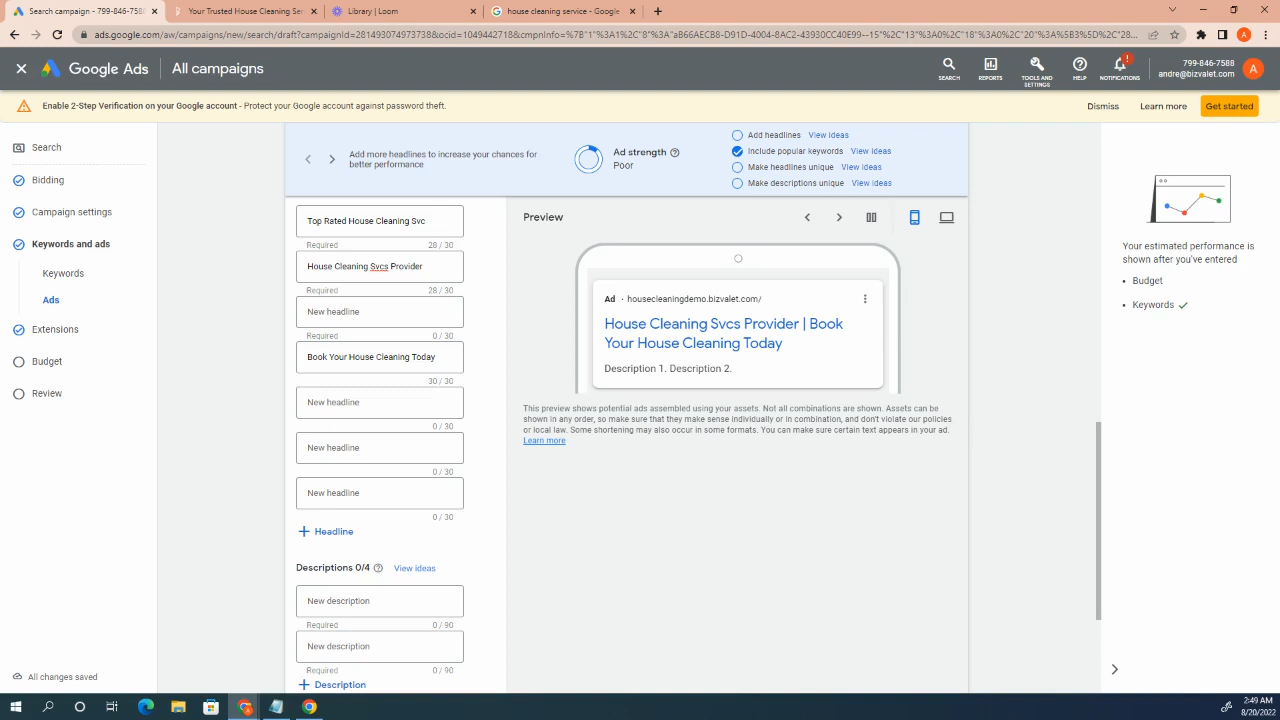 Search campaign - 799-846-7588
Your Trusted House Cleaning Ser
Library | Loom
house cleaning service - Google
ads.google.com/aw/campaigns/new/search/draft?campaignId=281493074973738&ocid=1049442718&cmpnInfo=%7B"1"%3A1%2C"8"%3A"aB66AECB8-D91D-4004-8AC2-43930CC40E99--15"%2C"13"%3A0%2C"18"%3A0%2C"20"%3A%5B3%5D%2C"28...
Google Ads
All campaigns
SEARCH
REPORTS
TOOLS AND SETTINGS
HELP
NOTIFICATIONS
799-846-7588
andre@bizvalet.com
A
Enable 2-Step Verification on your Google account - Protect your Google account against password theft.
Dismiss
Learn more
Get started
Search
Bidding
Campaign settings
Keywords and ads
Keywords
Ads
Extensions
Budget
Review
All changes saved
Add more headlines to increase your chances for
better performance
Ad strength
Poor
Add headlines View ideas
Include popular keywords View ideas
Make headlines unique View ideas
Make descriptions unique View ideas
Top Rated House Cleaning Svc
Required 28 / 30
House Cleaning Svcs Provider
Required 28 / 30
New headline
Required 0 / 30
Book Your House Cleaning Today
30 / 30
New headline
0 / 30
New headline
0 / 30
New headline
0 / 30
Headline
Descriptions 0/4 View ideas
New description
Required 0 / 90
New description
Required 0 / 90
Description
Preview
Ad · housecleaningdemo.bizvalet.com/
House Cleaning Svcs Provider | Book
Your House Cleaning Today
Description 1. Description 2.
This preview shows potential ads assembled using your assets. Not all combinations are shown. Assets can be
shown in any order, so make sure that they make sense individually or in combination, and don't violate our policies
or local law. Some shortening may also occur in some formats. You can make sure certain text appears in your ad.
Learn more
Your estimated performance is
shown after you've entered
Budget
Keywords
2:49 AM
8/20/2022